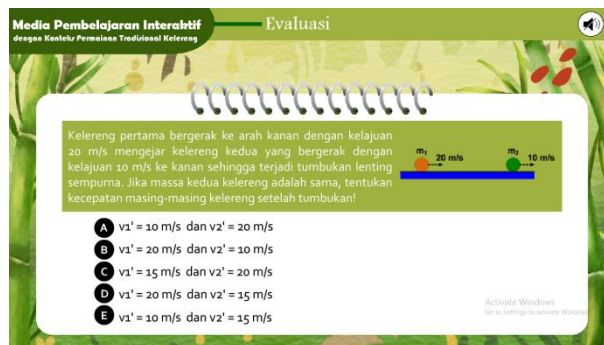 Media Pembelajaran Interaktif
dengan Konteks Permainan Tradisional Kelereng
Evaluasi
Kelereng pertama bergerak ke arah kanan dengan kelajuan
20 m/s mengejar kelereng kedua yang bergerak dengan
kelajuan 10 m/s ke kanan sehingga terjadi tumbukan lenting
sempurna. Jika massa kedua kelereng adalah sama, tentukan
kecepatan masing-masing kelereng setelah tumbukan!
m₁ 20 m/s
m₂ 10 m/s
A v1' = 10 m/s dan v2' = 20 m/s
B v1' = 20 m/s dan v2' = 10 m/s
C v1' = 15 m/s dan v2' = 20 m/s
D v1' = 20 m/s dan v2' = 15 m/s
E v1' = 10 m/s dan v2' = 15 m/s
Activate Windows
Go to Settings to activate Windows